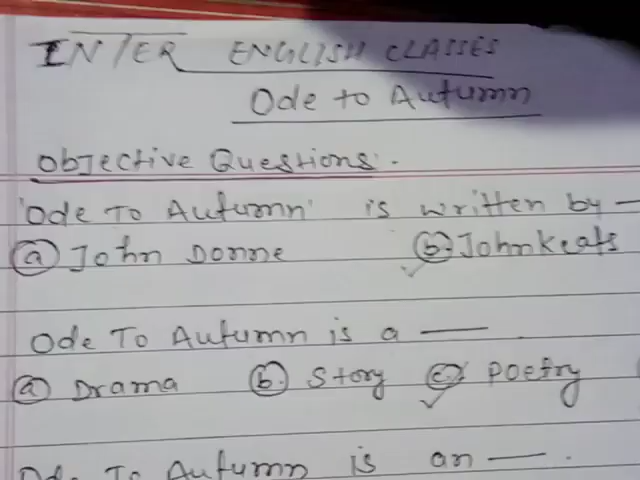 INTER ENGLISH CLASSES
Ode to Autumn
Objective Questions.
'Ode To Autumn' is written by —
(a) John Donne (b) John Keats
Ode To Autumn is a —
(a) Drama (b) Story (c) Poetry
Ode To Autumn is an —.